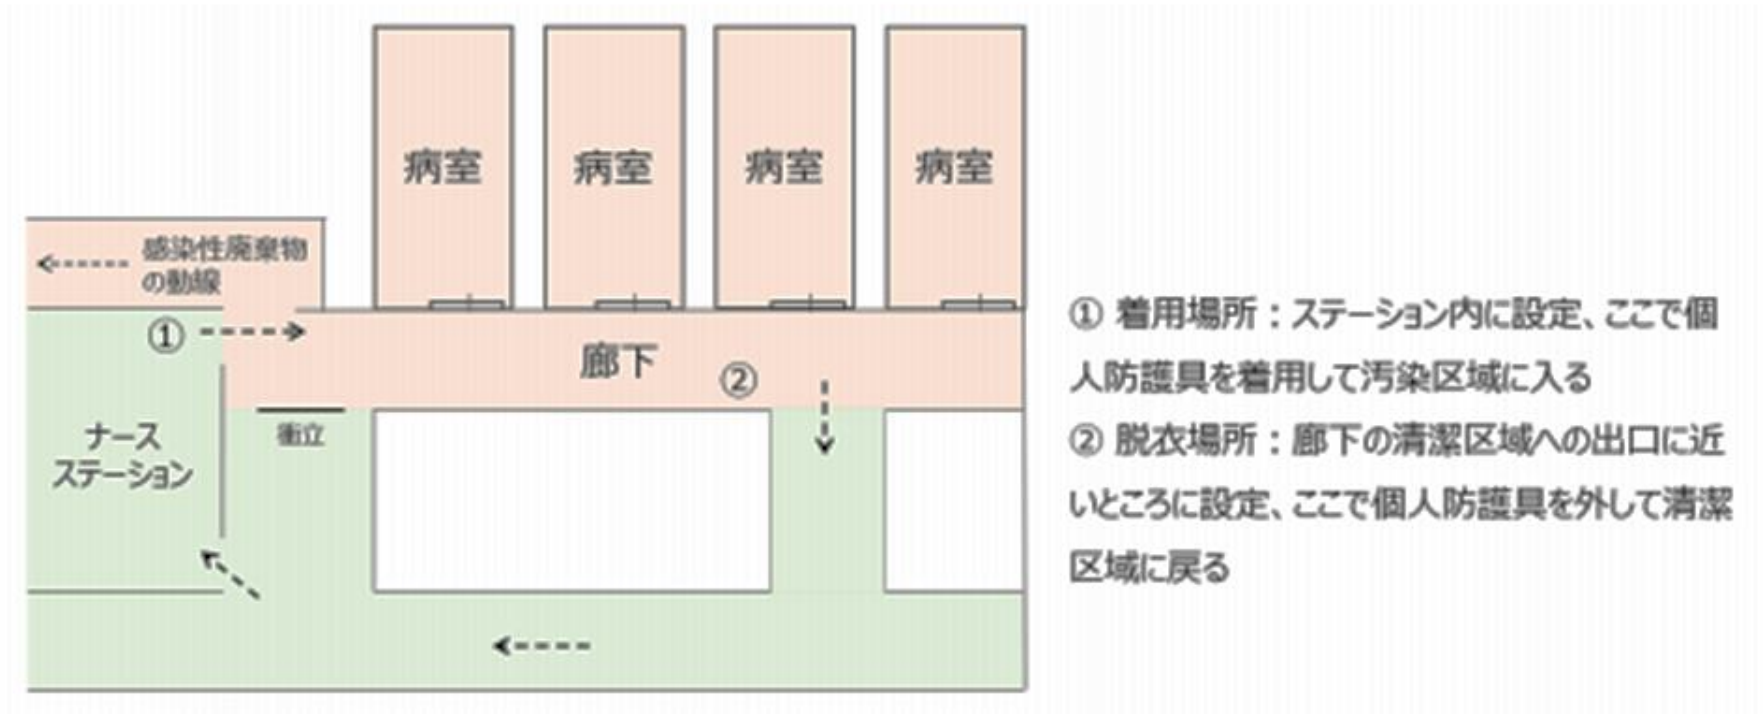 病室
病室
病室
病室
感染性廃棄物
の動線
①
廊下
②
ナース
ステーション
衝立
① 着用場所：ステーション内に設定、ここで個
人防護具を着用して汚染区域に入る
② 脱衣場所：廊下の清潔区域への出口に近
いところに設定、ここで個人防護具を外して清潔
区域に戻る